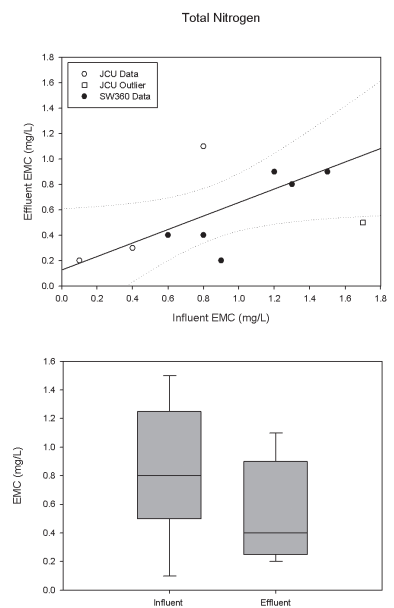 Total Nitrogen
1.8
1.6
1.4
1.2
1.0
0.8
0.6
0.4
0.2
0.0
JCU Data
JCU Outlier
SW360 Data
Effluent EMC (mg/L)
0.0 0.2 0.4 0.6 0.8 1.0 1.2 1.4 1.6 1.8
Influent EMC (mg/L)
1.6
1.4
1.2
1.0
0.8
0.6
0.4
0.2
0.0
EMC (mg/L)
Influent Effluent